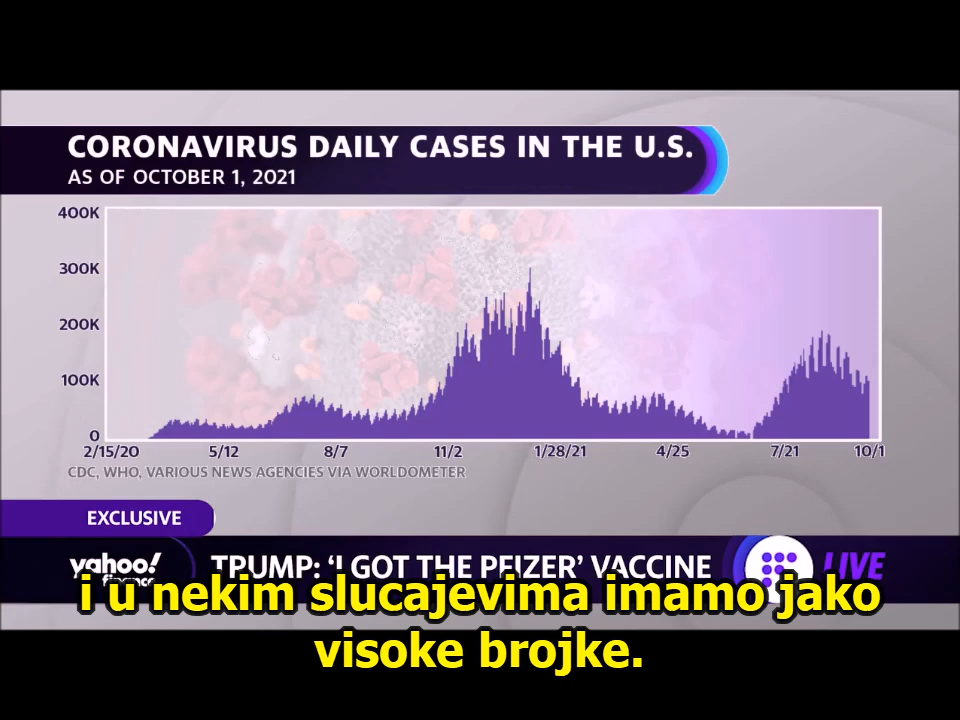 CORONAVIRUS DAILY CASES IN THE U.S.
AS OF OCTOBER 1, 2021
400K
300K
200K
100K
0
2/15/20 5/12 8/7 11/2 1/28/21 4/25 7/21 10/1
CDC, WHO, VARIOUS NEWS AGENCIES VIA WORLDOMETER
EXCLUSIVE
yahoo!
finance
TRUMP: ‘I GOT THE PFIZER’ VACCINE
LIVE
i u nekim slucajevima imamo jako
visoke brojke.